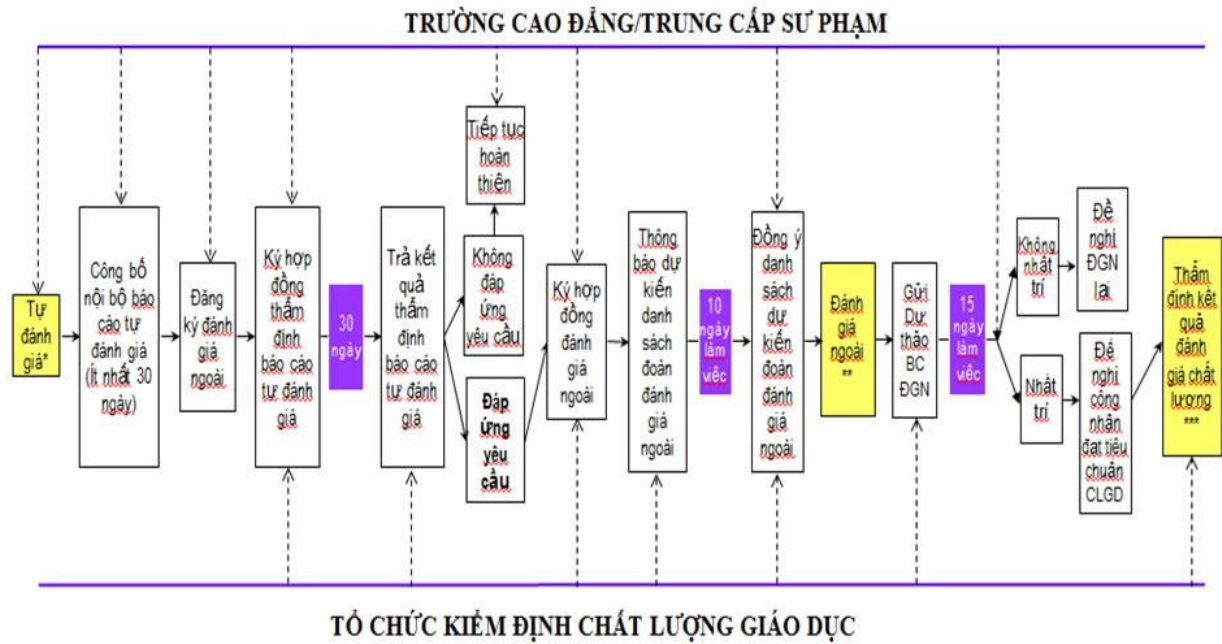 TRƯỜNG CAO ĐẲNG/TRUNG CẤP SƯ PHẠM
Tự
đánh
giá*
Công bố
nội bộ báo
cáo tự
đánh giá
(Ít nhất 30
ngày)
Đăng
ký đánh
giá
ngoài
Ký hợp
đồng
thẩm
định
báo cáo
tự đánh
giá
30
ngày
Trả kết
quả
thẩm
định
báo cáo
tự đánh
giá
Tiếp tục
hoàn
thiện
Không
đáp
ứng
yêu cầu
Đáp
ứng
yêu
cầu
Ký hợp
đồng
đánh
giá
ngoài
Thông
báo dự
kiến
danh
sách
đoàn
đánh
giá
ngoài
10
ngày
làm
việc
Đồng ý
danh
sách
dự
kiến
đoàn
đánh
giá
ngoài
Đánh
giá
ngoài
**
Gửi
Dự
thảo
BC
ĐGN
15
ngày
làm
việc
Không
nhất
trí
Đề
nghị
ĐGN
lại
Nhất
trí
Đề
nghị
công
nhận
đạt tiêu
chuẩn
CLGD
Thẩm
định kết
quả
đánh
giá chất
lượng
***
TỔ CHỨC KIỂM ĐỊNH CHẤT LƯỢNG GIÁO DỤC